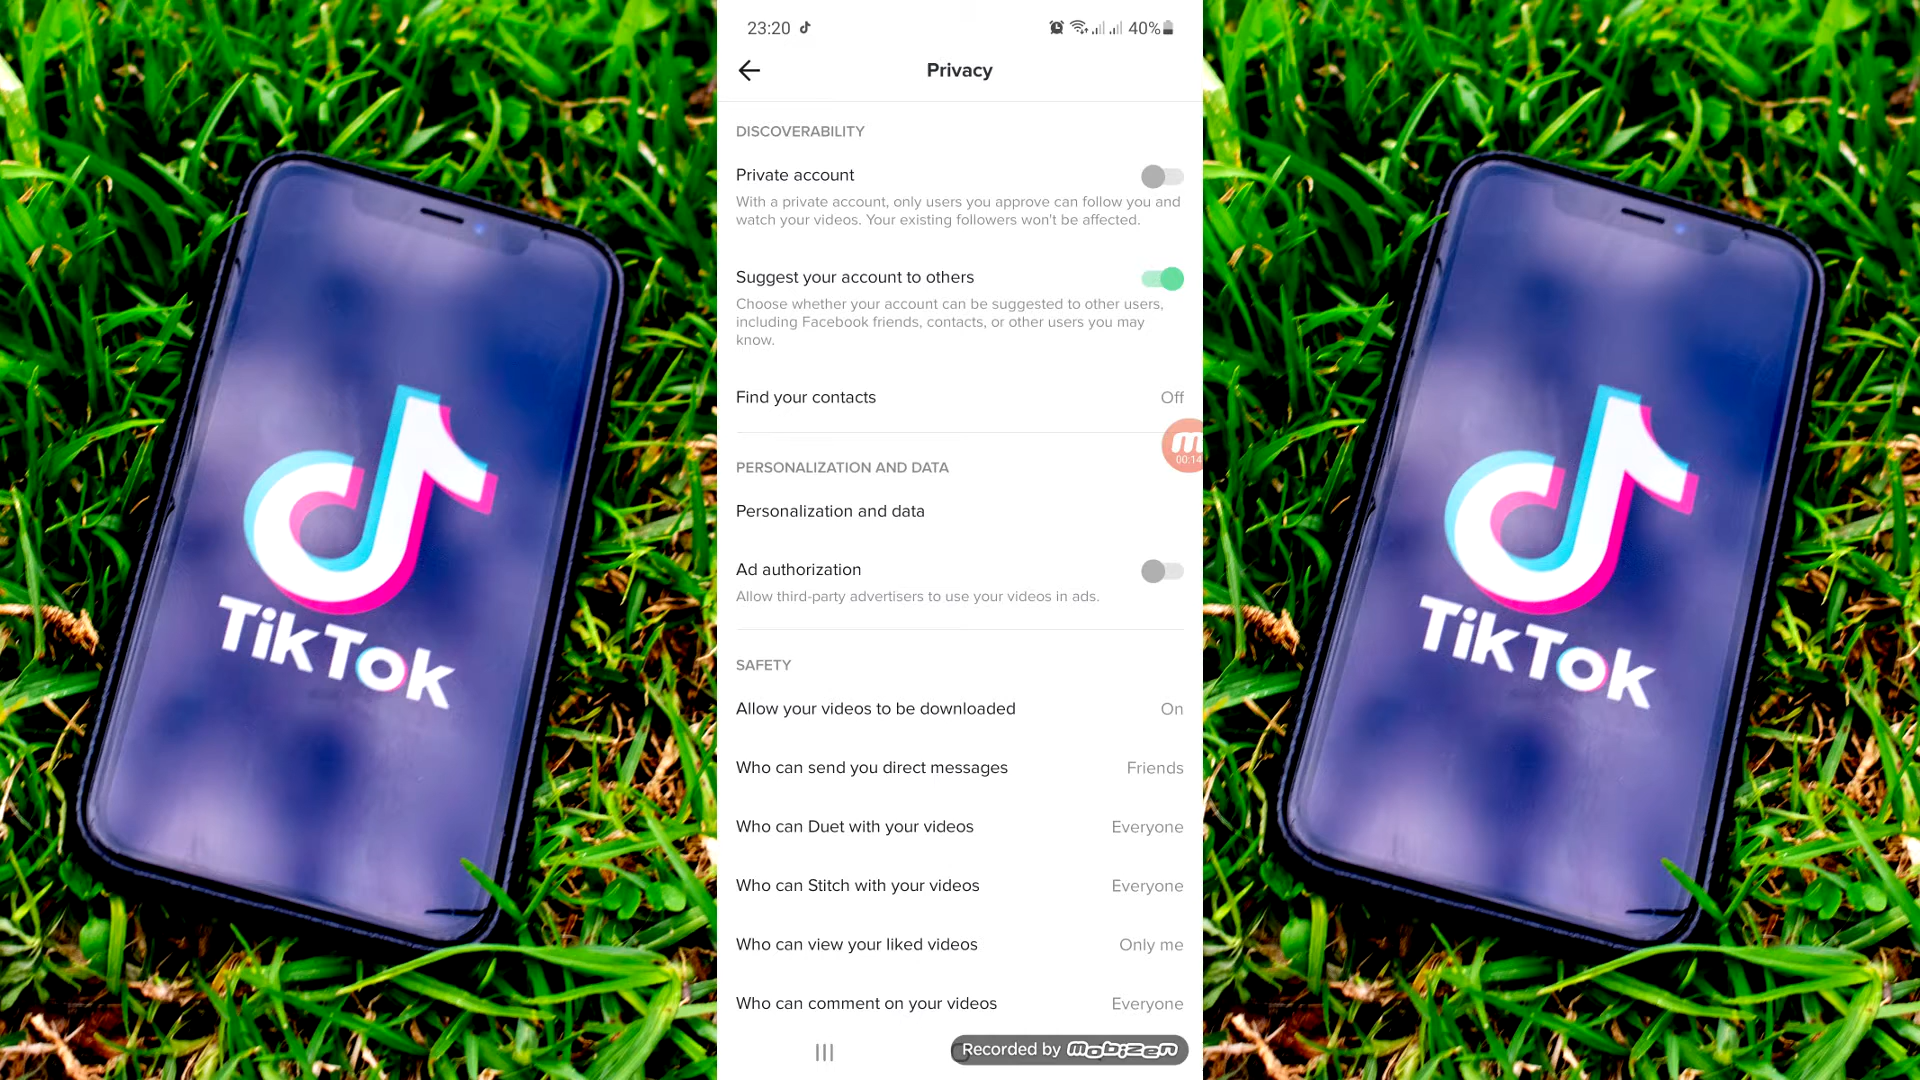 23:20
40%
Privacy
DISCOVERABILITY
Private account
With a private account, only users you approve can follow you and
watch your videos. Your existing followers won't be affected.
Suggest your account to others
Choose whether your account can be suggested to other users,
including Facebook friends, contacts, or other users you may
know.
Find your contacts Off
00:14
PERSONALIZATION AND DATA
Personalization and data
Ad authorization
Allow third-party advertisers to use your videos in ads.
SAFETY
Allow your videos to be downloaded On
Who can send you direct messages Friends
Who can Duet with your videos Everyone
Who can Stitch with your videos Everyone
Who can view your liked videos Only me
Who can comment on your videos Everyone
Recorded by mobizen
TikTok
TikTok